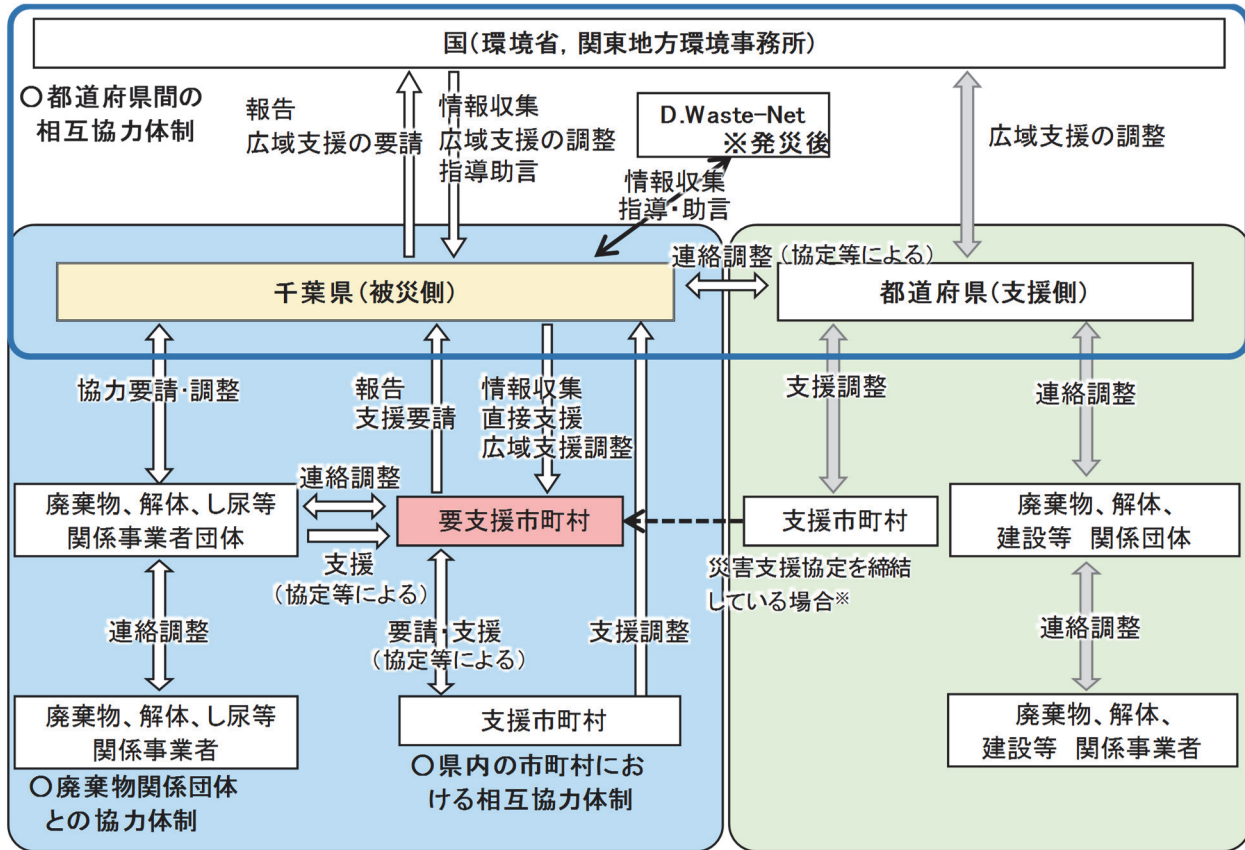 国(環境省,関東地方環境事務所)
〇都道府県間の
相互協力体制
報告
広域支援の要請
情報収集
広域支援の調整
指導助言
D.Waste-Net
※発災後
情報収集
指導・助言
広域支援の調整
千葉県(被災側)
連絡調整(協定等による)
都道府県(支援側)
協力要請・調整
報告
支援要請
情報収集
直接支援
広域支援調整
支援調整
連絡調整
廃棄物、解体、し尿等
関係事業者団体
連絡調整
支援
(協定等による)
要支援市町村
支援市町村
災害支援協定を締結
している場合※
廃棄物、解体、
建設等 関係団体
連絡調整
要請・支援
(協定等による)
支援調整
連絡調整
廃棄物、解体、し尿等
関係事業者
支援市町村
廃棄物、解体、
建設等 関係事業者
〇廃棄物関係団体
との協力体制
〇県内の市町村にお
ける相互協力体制